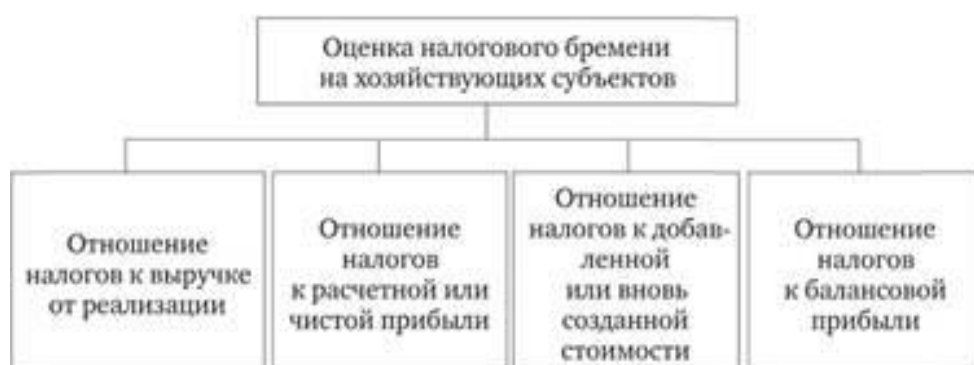 Оценка налогового бремени
на хозяйствующих субъектов
Отношение
налогов к выручке
от реализации
Отношение
налогов
к расчетной или
чистой прибыли
Отношение
налогов к добав-
ленной
или вновь
созданной
стоимости
Отношение
налогов
к балансовой
прибыли